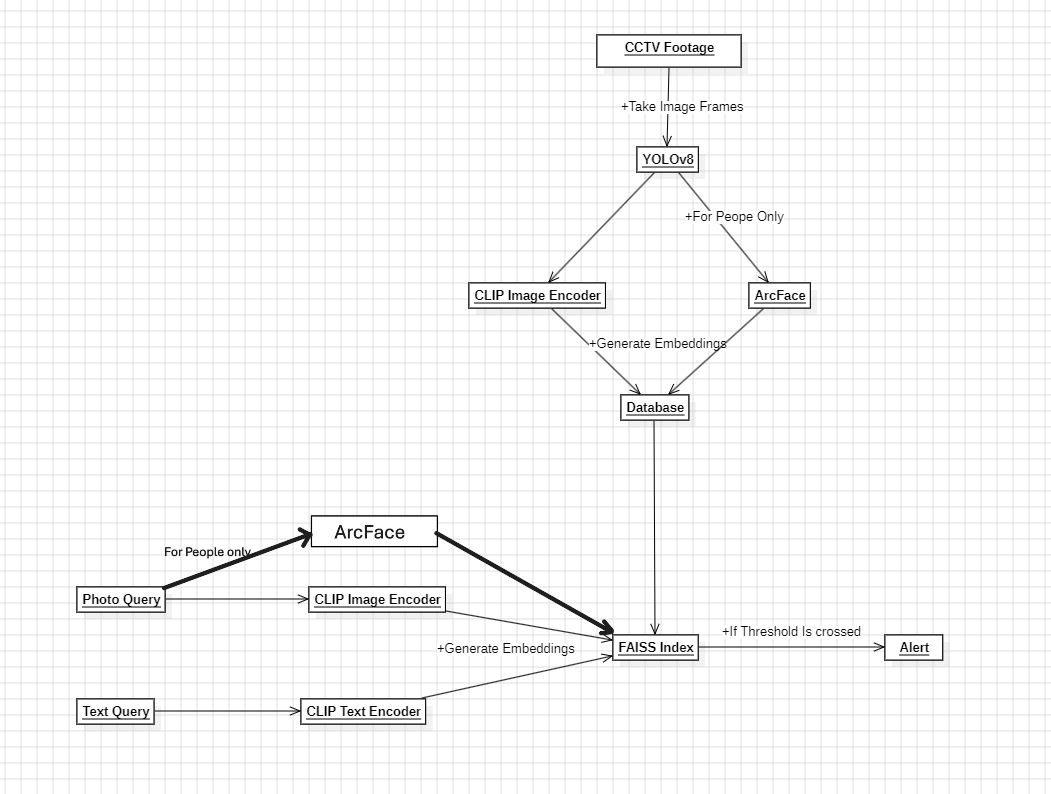 CCTV Footage
+Take Image Frames
YOLOv8
+For Peope Only
CLIP Image Encoder
ArcFace
+Generate Embeddings
Database
ArcFace
For People only
Photo Query
CLIP Image Encoder
+If Threshold Is crossed
+Generate Embeddings
FAISS Index
Alert
Text Query
CLIP Text Encoder